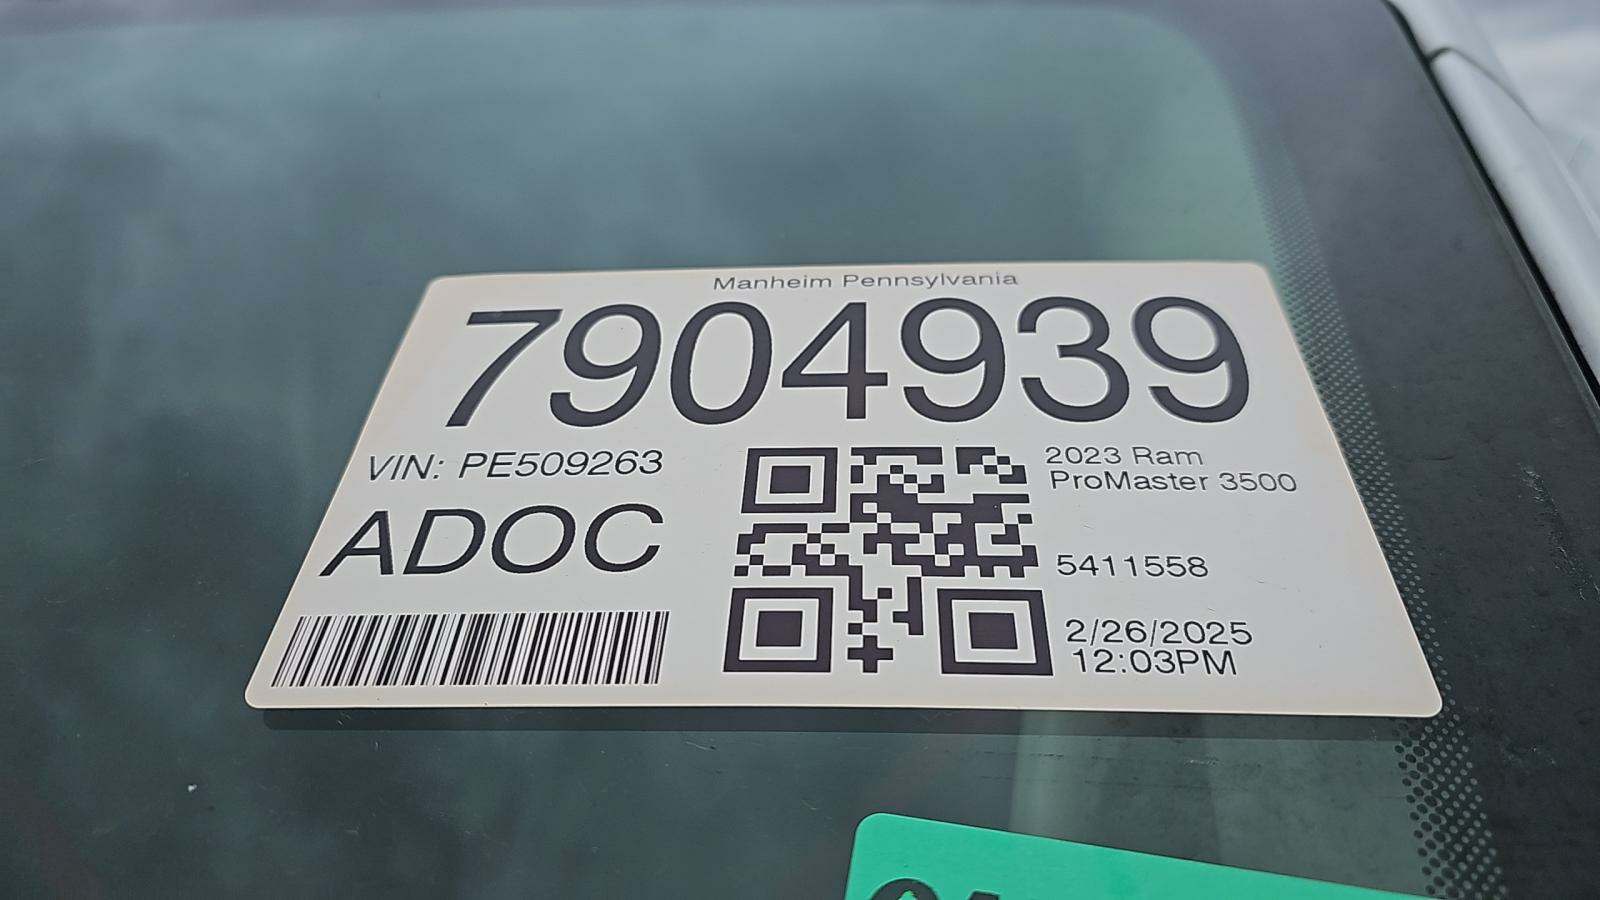 Manheim Pennsylvania
7904939
VIN: PE509263
ADOC
2023 Ram
ProMaster 3500
5411558
2/26/2025
12:03PM